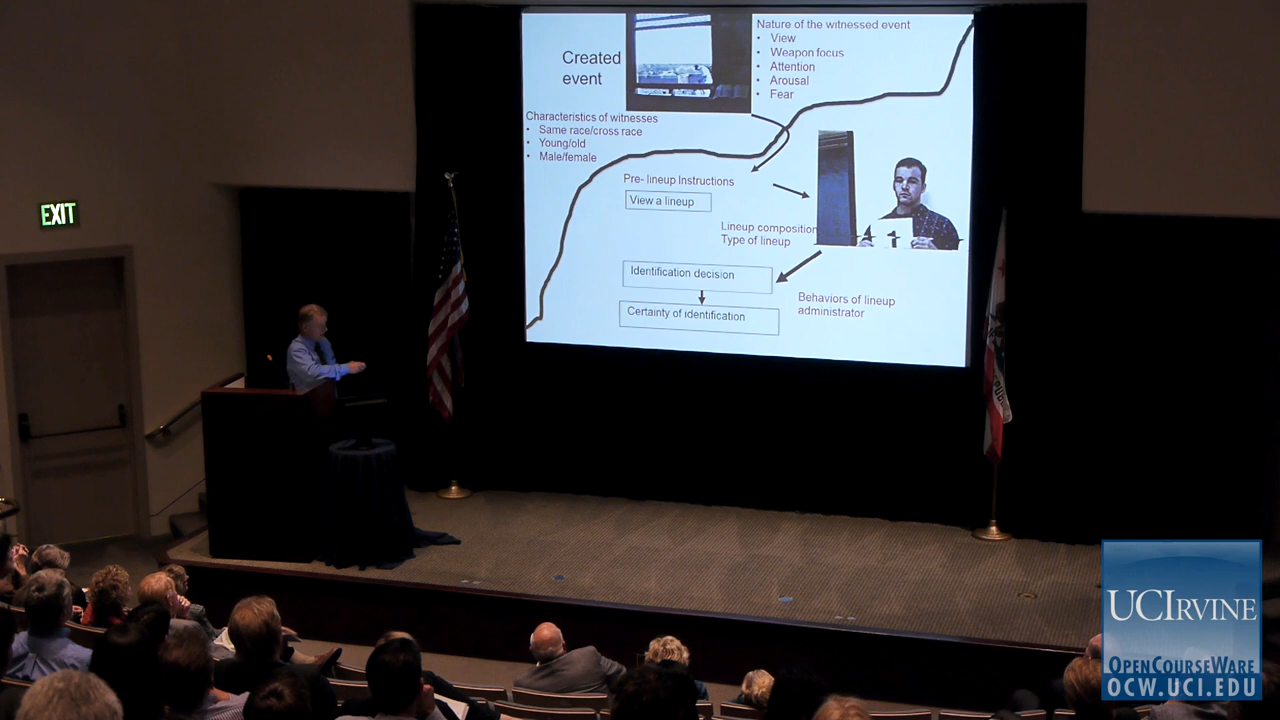 Nature of the witnessed event
• View
• Weapon focus
• Attention
• Arousal
• Fear
Created
event
Characteristics of witnesses
• Same race/cross race
• Young/old
• Male/female
Pre- lineup Instructions
View a lineup
Lineup composition
Type of lineup
1
Identification decision
Certainty of identification
Behaviors of lineup
administrator
EXIT
UCIRVINE
OPENCOURSEWARE
OCW.UCI.EDU